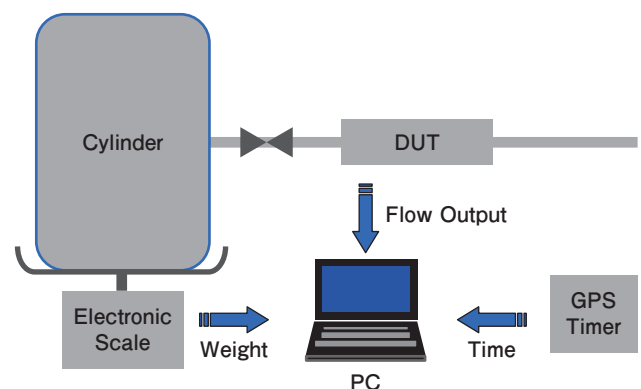 Cylinder
DUT
Flow Output
Electronic
Scale
Weight
PC
Time
GPS
Timer